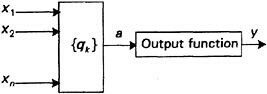 x₁
x₂
{qₖ}
a
Output function
y
xₙ